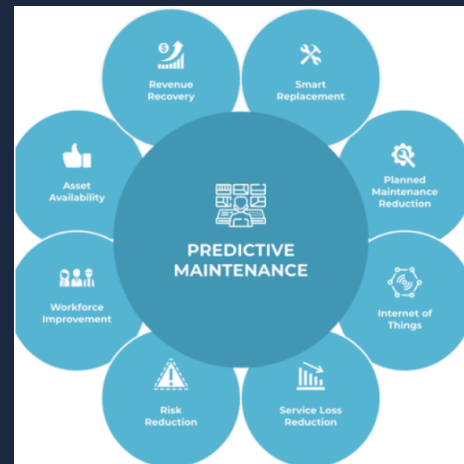 Revenue
Recovery
Smart
Replacement
Asset
Availability
Planned
Maintenance
Reduction
PREDICTIVE
MAINTENANCE
Workforce
Improvement
Internet of
Things
Risk
Reduction
Service Loss
Reduction